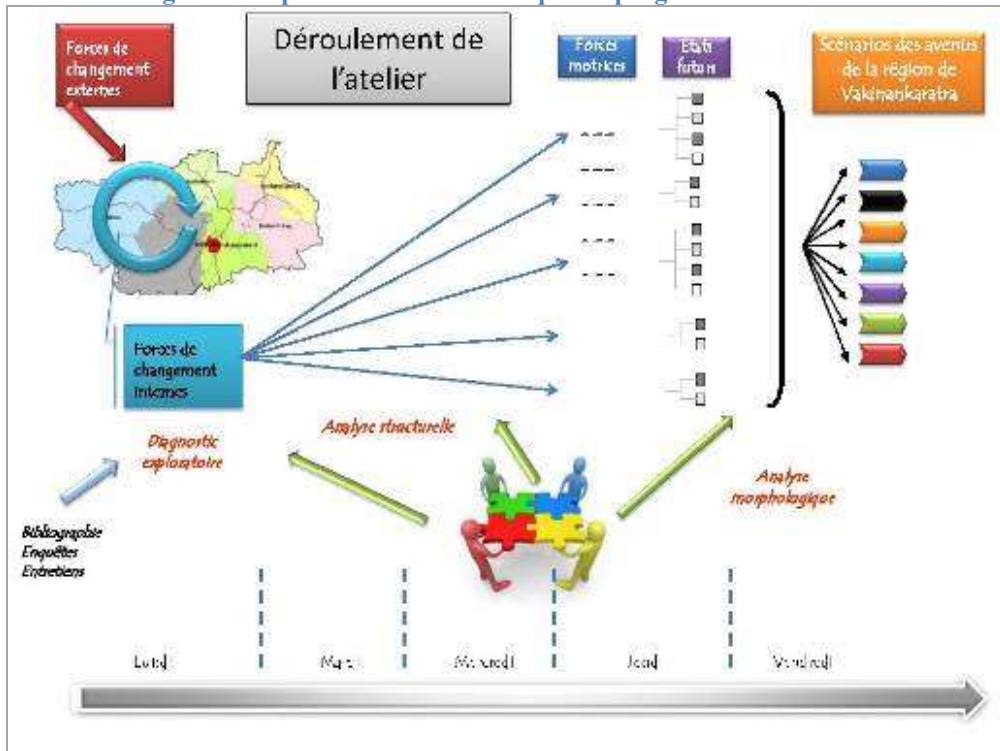 Forces de
changement
externes
Déroulement de
l'atelier
Forces
motrices
Etats
futurs
Scénarios des avenirs
de la région de
Vakinankaratra
Forces de
changement
internes
Diagnostic
exploratoire
Analyse structurelle
Analyse
morphologique
Bibliographie
Enquêtes
Entretiens
Lundi
Mardi
Mercredi
Jeudi
Vendredi